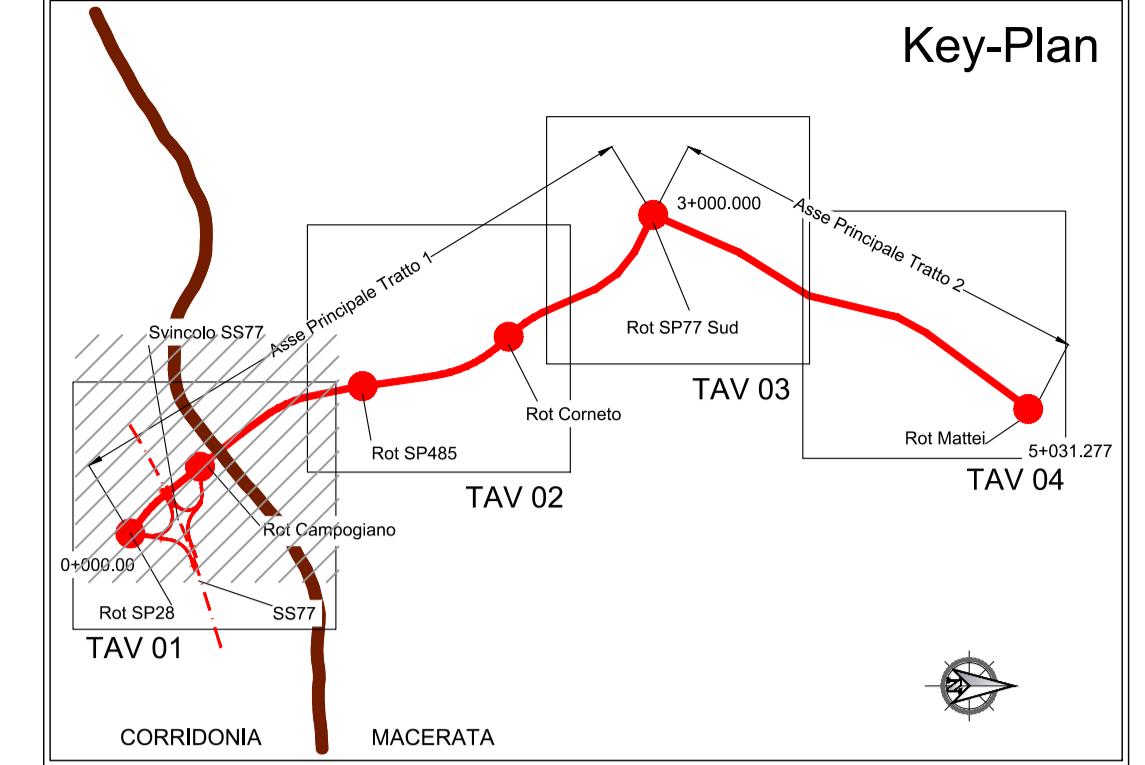 Key-Plan
3+000.000
Asse Principale Tratto 1
Asse Principale Tratto 2
Svincolo SS77
Rot SP77 Sud
TAV 03
Rot Corneto
Rot Mattei
5+031.277
Rot SP485
TAV 04
TAV 02
Rot Campogiano
0+000.00
Rot SP28
SS77
TAV 01
N
CORRIDONIA
MACERATA